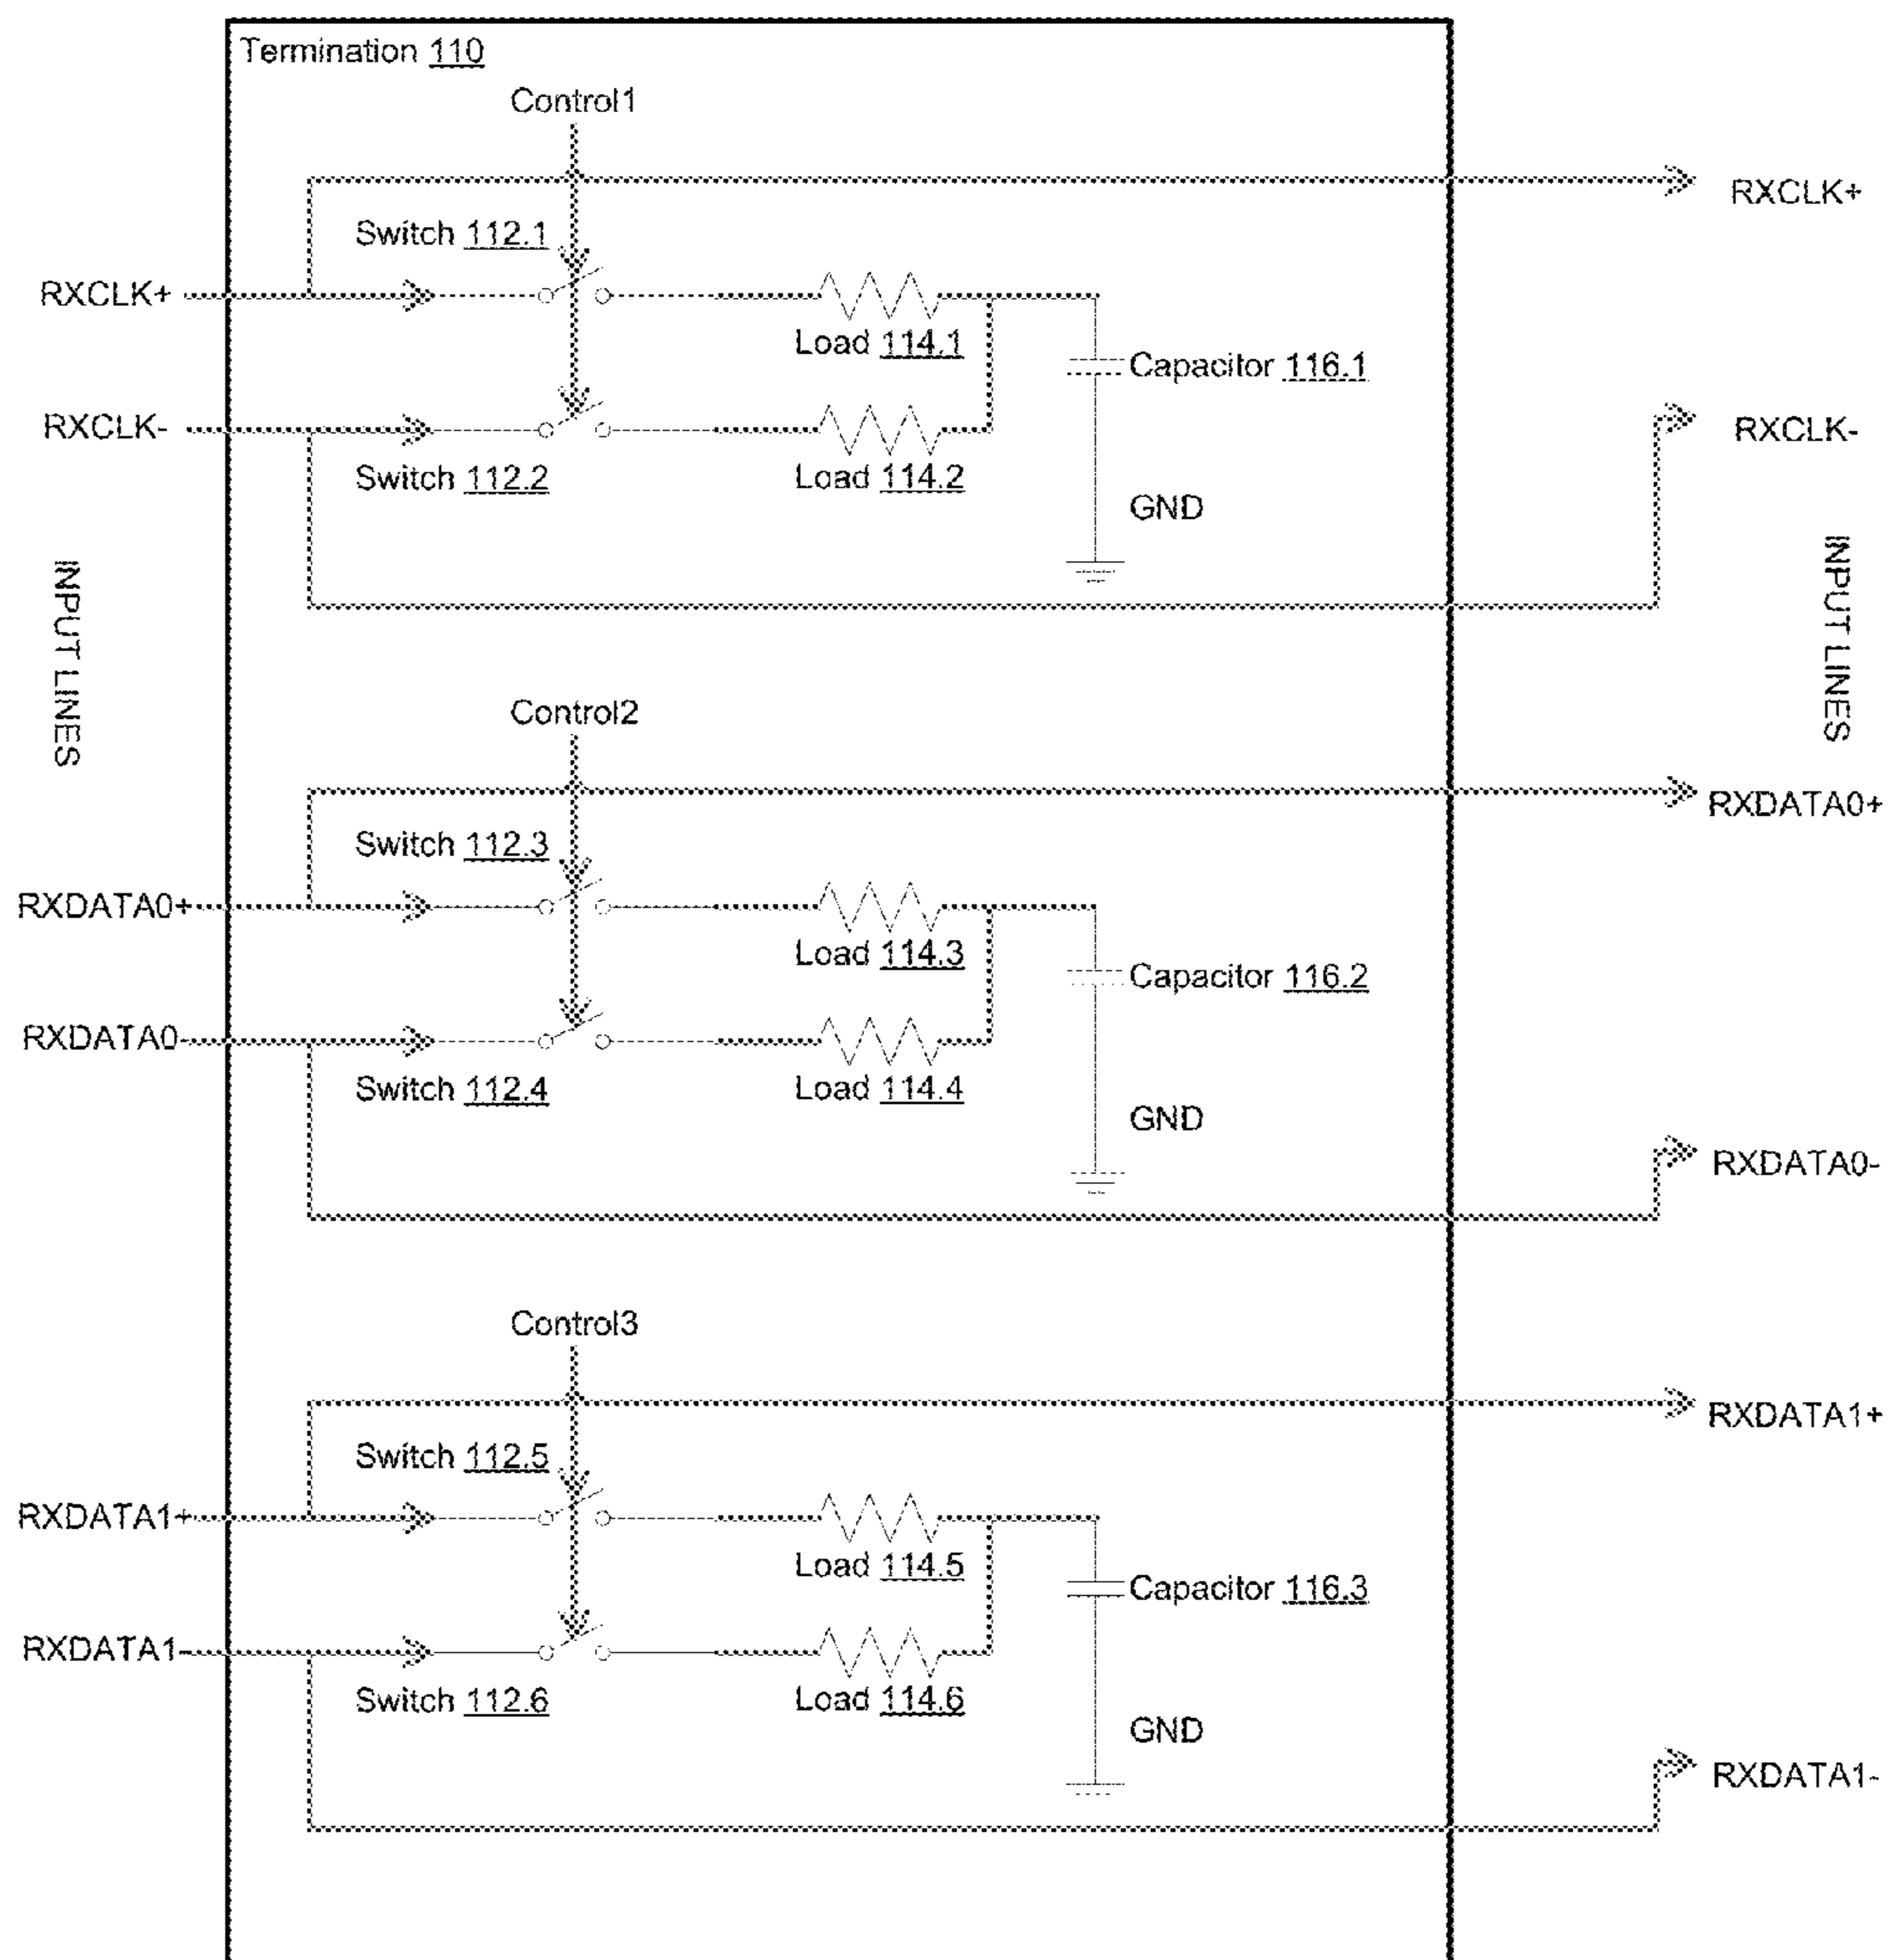 Termination 110
Control1
RXCLK+
Switch 112.1
RXCLK+
Load 114.1
Capacitor 116.1
RXCLK-
RXCLK-
Switch 112.2
Load 114.2
GND
INPUT LINES
INPUT LINES
Control2
RXDATA0+
Switch 112.3
RXDATA0+
Load 114.3
Capacitor 116.2
RXDATA0-
Switch 112.4
Load 114.4
GND
RXDATA0-
Control3
RXDATA1+
Switch 112.5
RXDATA1+
Load 114.5
Capacitor 116.3
RXDATA1-
Switch 112.6
Load 114.6
GND
RXDATA1-